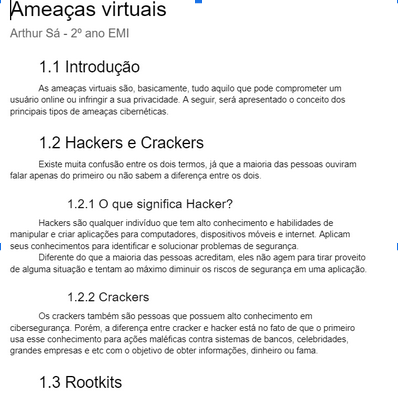 Ameaças virtuais
Arthur Sá - 2º ano EMI
1.1 Introdução
As ameaças virtuais são, basicamente, tudo aquilo que pode comprometer um
usuário online ou infringir a sua privacidade. A seguir, será apresentado o conceito dos
principais tipos de ameaças cibernéticas.
1.2 Hackers e Crackers
Existe muita confusão entre os dois termos, já que a maioria das pessoas ouviram
falar apenas do primeiro ou não sabem a diferença entre os dois.
1.2.1 O que significa Hacker?
Hackers são qualquer indivíduo que tem alto conhecimento e habilidades de
manipular e criar aplicações para computadores, dispositivos móveis e internet. Aplicam
seus conhecimentos para identificar e solucionar problemas de segurança.
Diferente do que a maioria das pessoas acreditam, eles não agem para tirar proveito
de alguma situação e tentam ao máximo diminuir os riscos de segurança em uma aplicação.
1.2.2 Crackers
Os crackers também são pessoas que possuem alto conhecimento em
cibersegurança. Porém, a diferença entre cracker e hacker está no fato de que o primeiro
usa esse conhecimento para ações maléficas contra sistemas de bancos, celebridades,
grandes empresas e etc com o objetivo de obter informações, dinheiro ou fama.
1.3 Rootkits